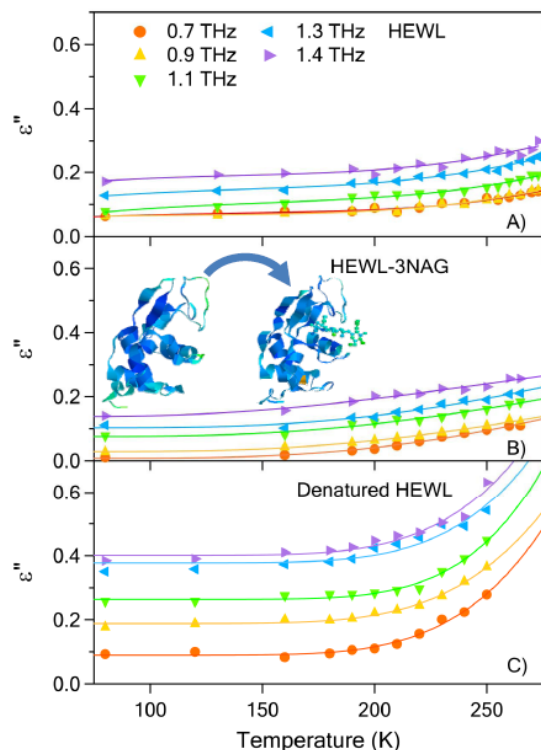 0.6
0.7 THz
1.3 THz
HEWL
0.9 THz
1.4 THz
1.1 THz
0.4
ε"
0.2
0.0
A)
0.6
HEWL-3NAG
0.4
ε"
0.2
0.0
B)
0.6
Denatured HEWL
0.4
ε"
0.2
0.0
C)
100 150 200 250
Temperature (K)